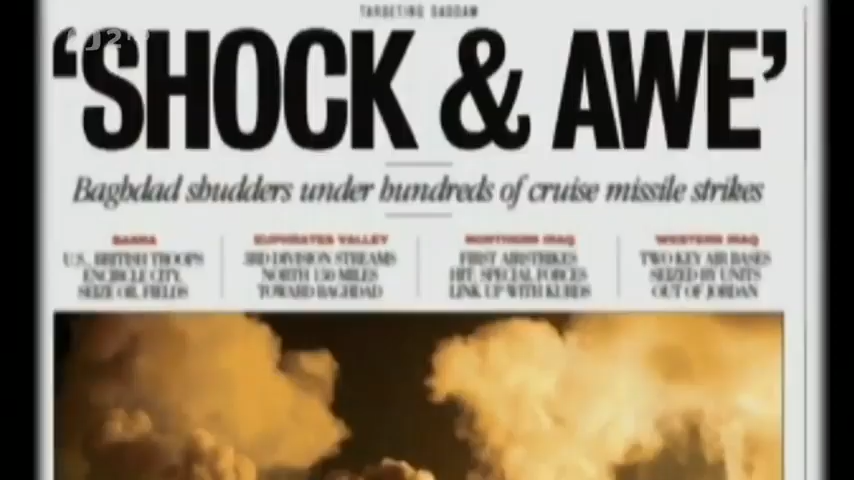 TARGETING SADDAM
‘SHOCK & AWE’
Baghdad shudders under hundreds of cruise missile strikes
BASRA
U.S., BRITISH TROOPS
ENCIRCLE CITY,
SEIZE OIL FIELDS
EUPHRATES VALLEY
3RD DIVISION STREAMS
NORTH 150 MILES
TOWARD BAGHDAD
NORTHERN IRAQ
FIRST AIRSTRIKES
HIT; SPECIAL FORCES
LINK UP WITH KURDS
WESTERN IRAQ
TWO KEY AIR BASES
SEIZED BY UNITS
OUT OF JORDAN